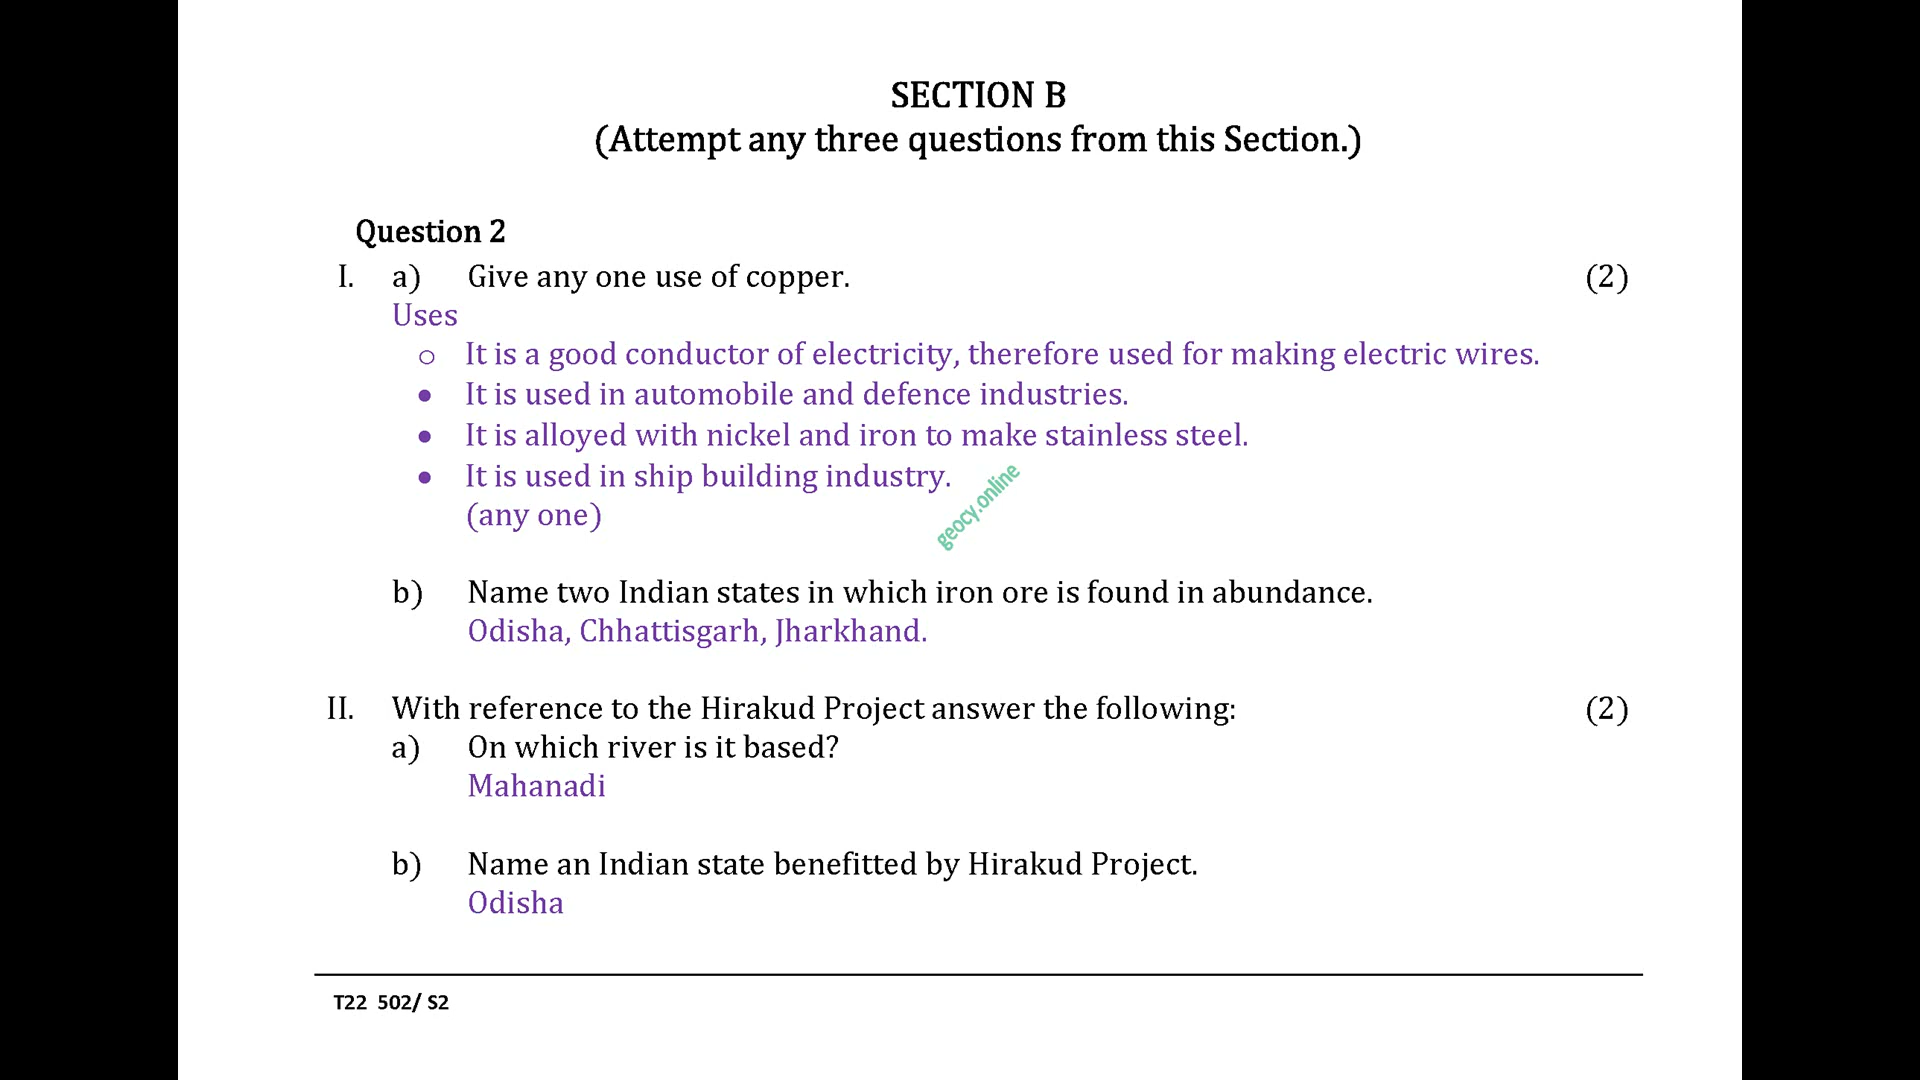 SECTION B
(Attempt any three questions from this Section.)
Question 2
I. a) Give any one use of copper. (2)
Uses
o It is a good conductor of electricity, therefore used for making electric wires.
• It is used in automobile and defence industries.
• It is alloyed with nickel and iron to make stainless steel.
• It is used in ship building industry.
(any one)
geocy.online
b) Name two Indian states in which iron ore is found in abundance.
Odisha, Chhattisgarh, Jharkhand.
II. With reference to the Hirakud Project answer the following: (2)
a) On which river is it based?
Mahanadi
b) Name an Indian state benefitted by Hirakud Project.
Odisha
T22 502/ S2